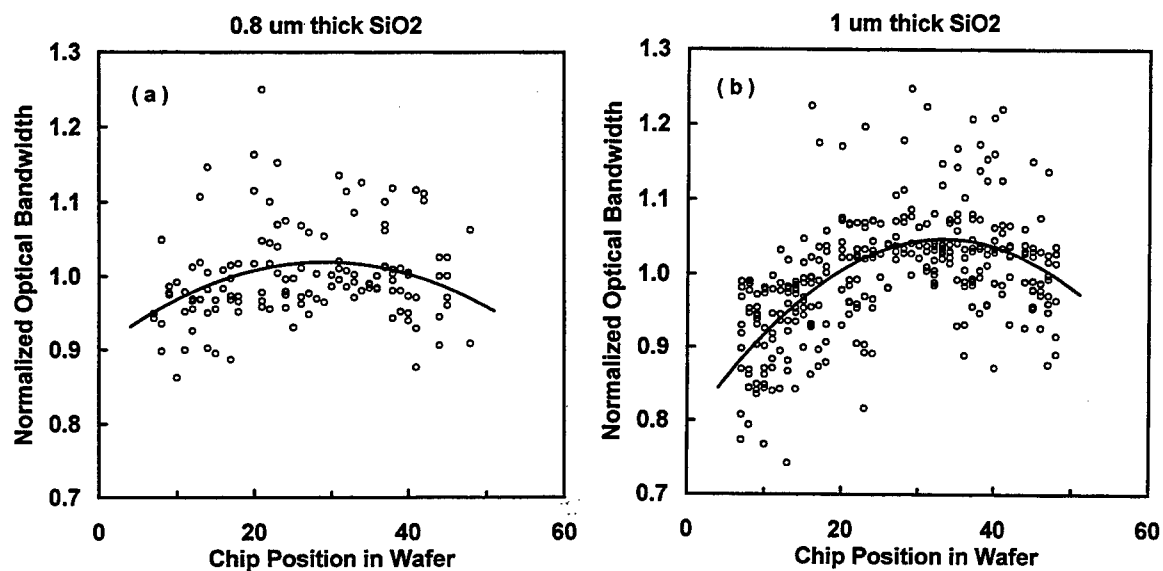 0.8 um thick SiO2
1 um thick SiO2
(a)
Normalized Optical Bandwidth
1.3
1.2
1.1
1.0
0.9
0.8
0.7
0
20
40
60
Chip Position in Wafer
(b)
Normalized Optical Bandwidth
1.3
1.2
1.1
1.0
0.9
0.8
0.7
0
20
40
60
Chip Position in Wafer